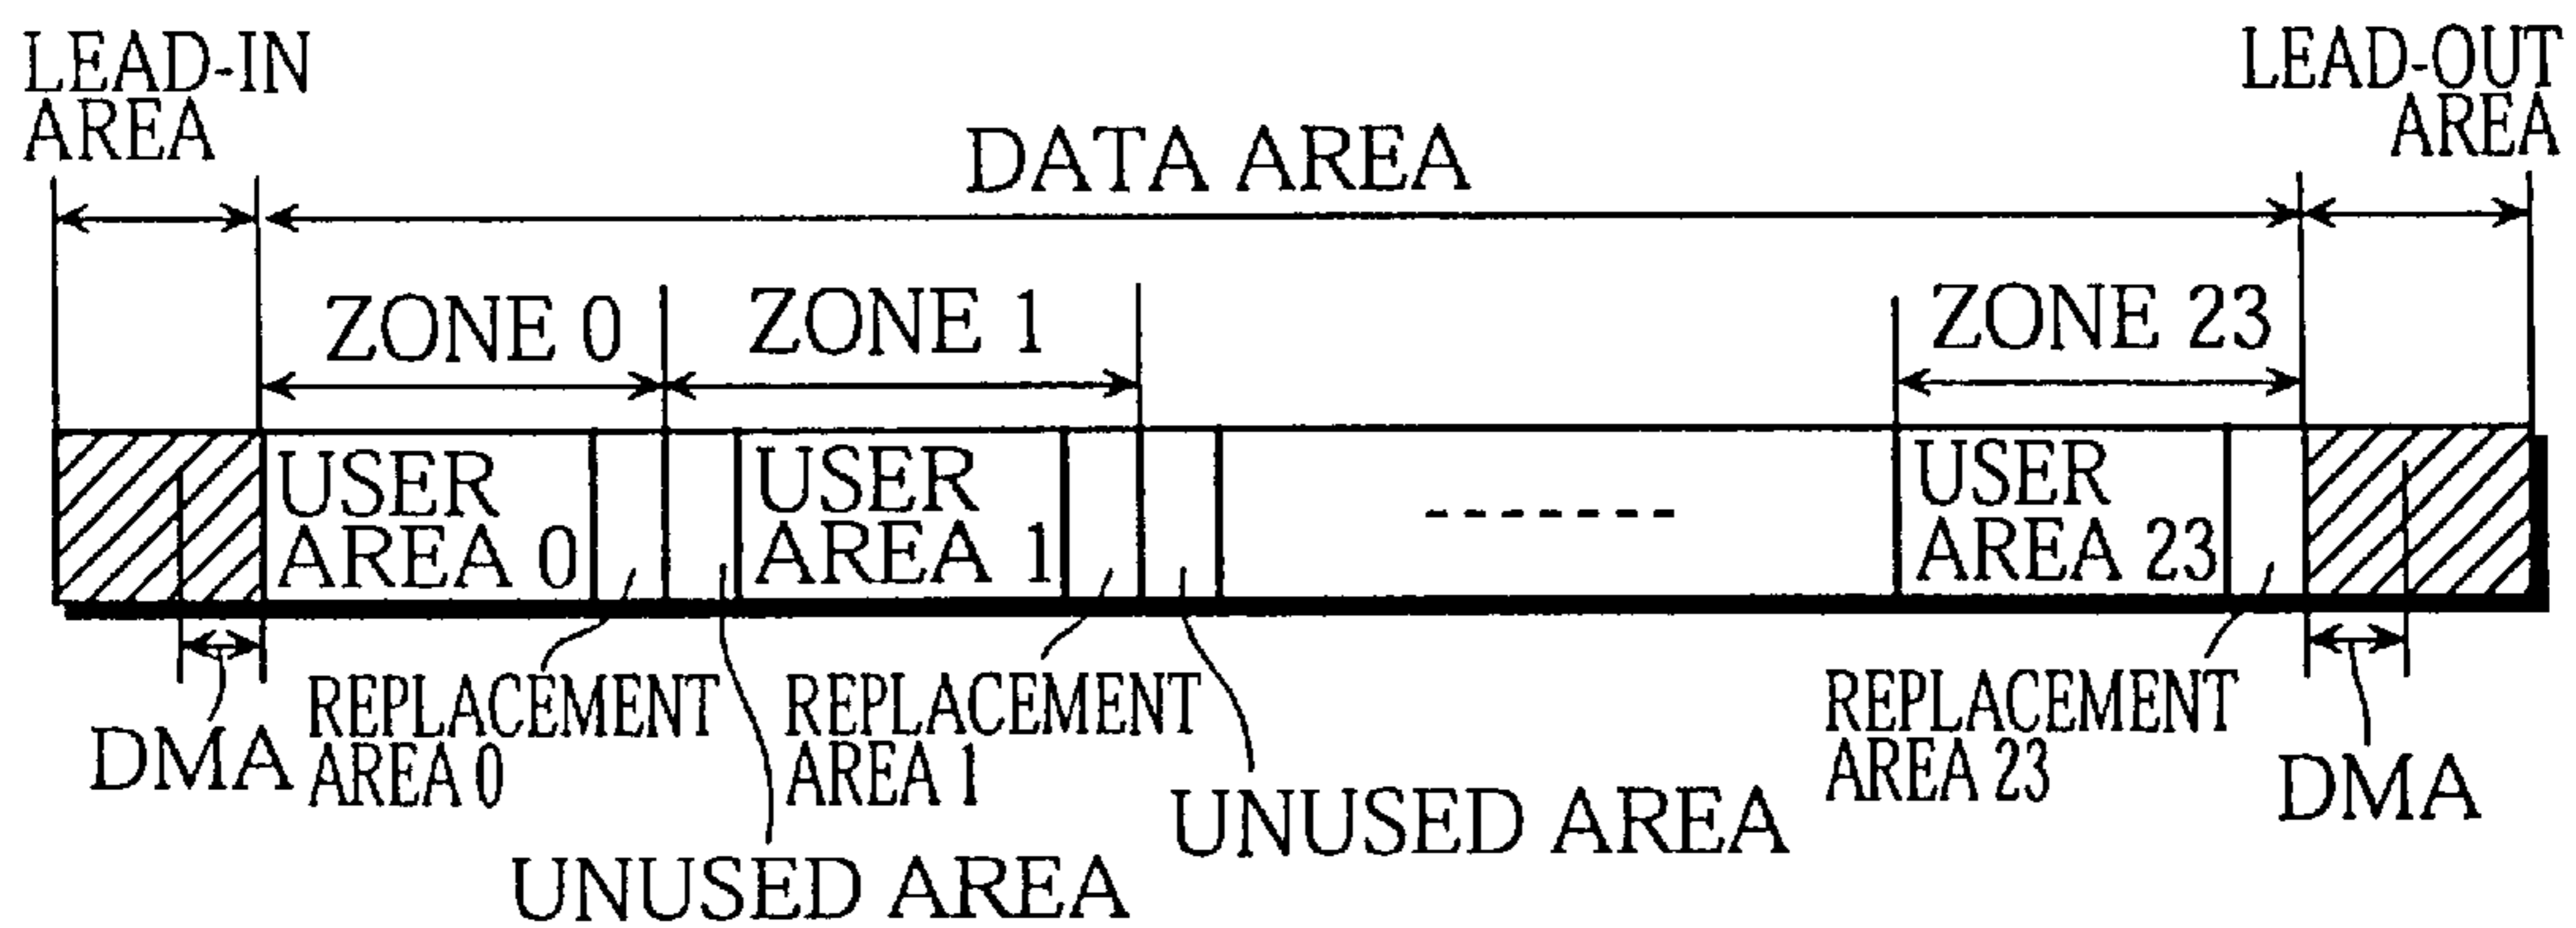 LEAD-IN
AREA
DATA AREA
LEAD-OUT
AREA
ZONE 0
ZONE 1
ZONE 23
USER
AREA 0
USER
AREA 1
USER
AREA 23
DMA
REPLACEMENT
AREA 0
UNUSED AREA
REPLACEMENT
AREA 1
UNUSED AREA
REPLACEMENT
AREA 23
DMA